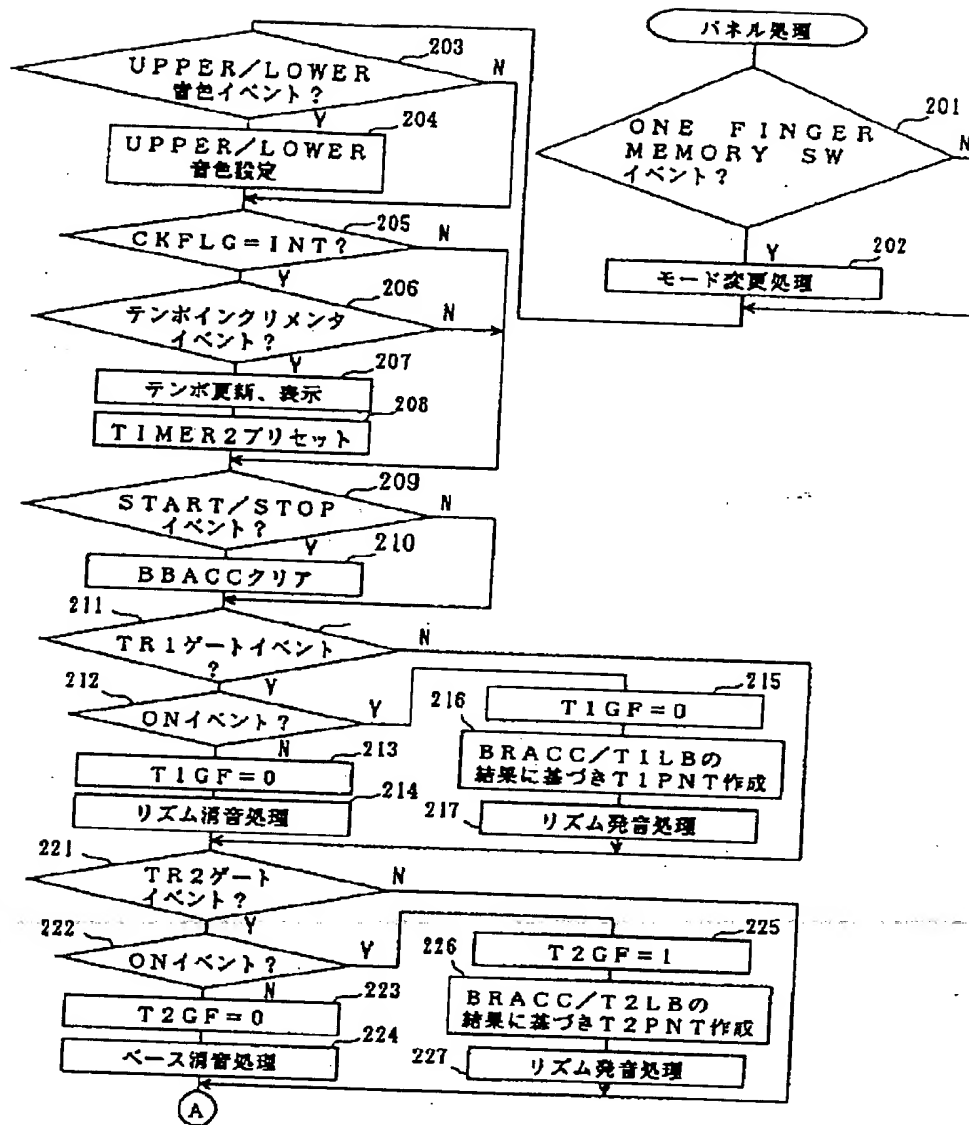 パネル処理
201
ONE FINGER
MEMORY SW
イベント?
N
Y
202
モード変更処理
203
UPPER/LOWER
音色イベント?
N
Y
204
UPPER/LOWER
音色設定
205
CKFLG=INT?
N
Y
206
テンポインクリメンタ
イベント?
N
Y
207
テンポ更新、表示
208
TIMER2プリセット
209
START/STOP
イベント?
N
Y
210
BBACCクリア
211
TR1ゲートイベント
?
N
Y
212
ONイベント?
Y
N
213
T1GF=0
214
リズム消音処理
215
T1GF=0
216
BRACC/T1LBの
結果に基づきT1PNT作成
217
リズム発音処理
221
TR2ゲート
イベント?
N
Y
222
ONイベント?
Y
N
223
T2GF=0
224
ベース消音処理
225
T2GF=1
226
BRACC/T2LBの
結果に基づきT2PNT作成
227
リズム発音処理
A